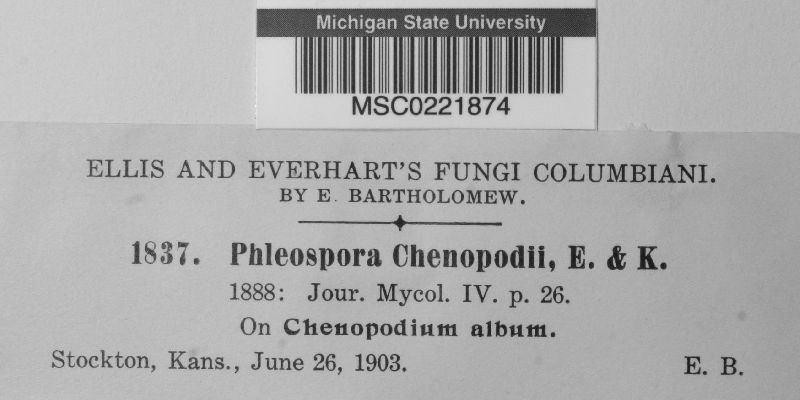 Michigan State University
MSC0221874
ELLIS AND EVERHART'S FUNGI COLUMBIANI.
BY E. BARTHOLOMEW.
1837. Phleospora Chenopodii, E. & K.
1888: Jour. Mycol. IV. p. 26.
On Chenopodium album.
Stockton, Kans., June 26, 1903. E. B.